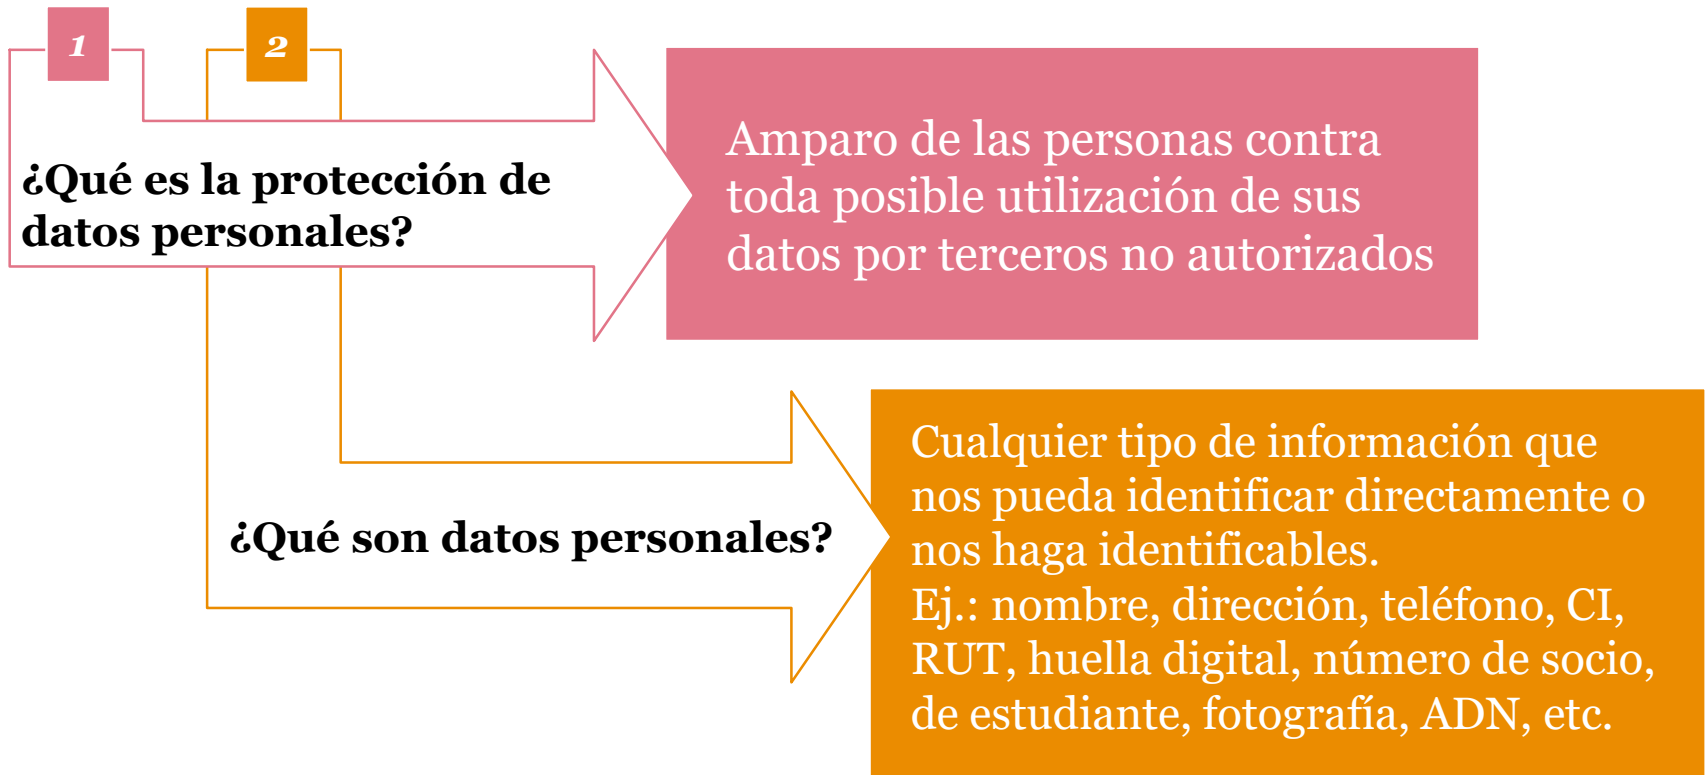 1
2
¿Qué es la protección de
datos personales?
Amparo de las personas contra
toda posible utilización de sus
datos por terceros no autorizados
¿Qué son datos personales?
Cualquier tipo de información que
nos pueda identificar directamente o
nos haga identificables.
Ej.: nombre, dirección, teléfono, CI,
RUT, huella digital, número de socio,
de estudiante, fotografía, ADN, etc.